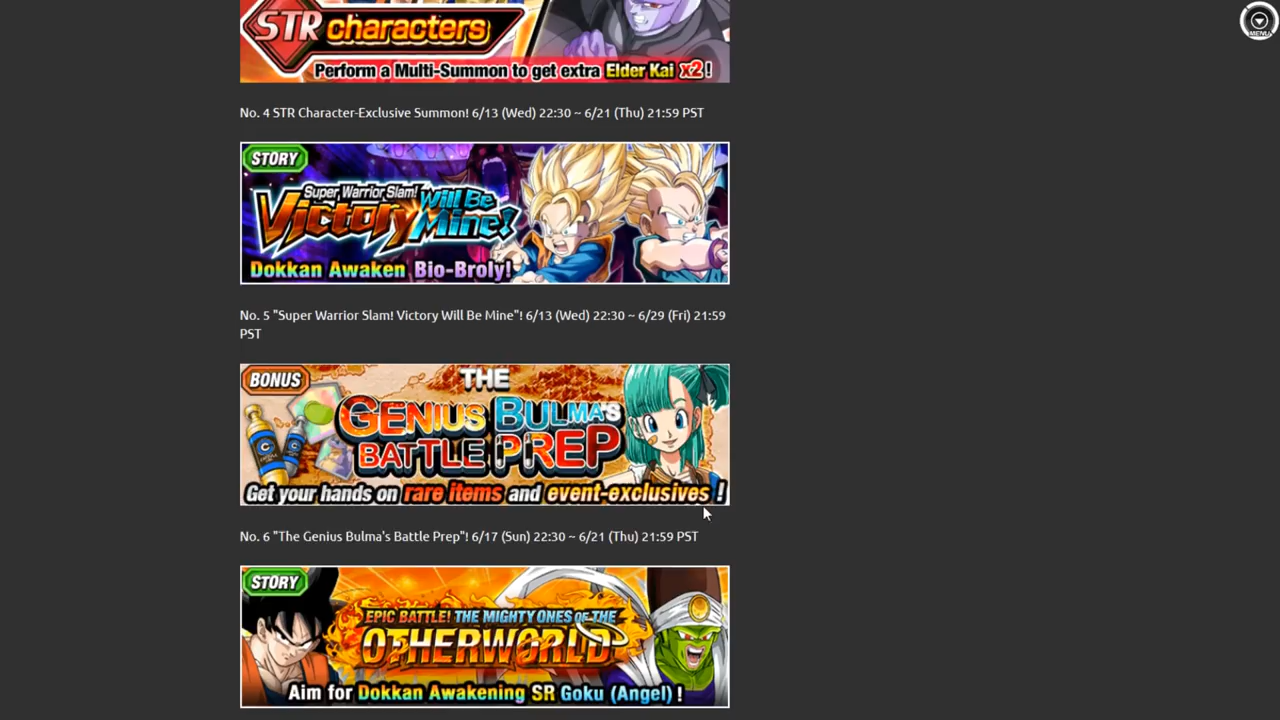 STR characters
Perform a Multi-Summon to get extra Elder Kai x2!
MENU
No. 4 STR Character-Exclusive Summon! 6/13 (Wed) 22:30 ~ 6/21 (Thu) 21:59 PST
STORY
Super Warrior Slam!
Victory Will Be Mine!
Dokkan Awaken Bio-Broly!
No. 5 "Super Warrior Slam! Victory Will Be Mine"! 6/13 (Wed) 22:30 ~ 6/29 (Fri) 21:59
PST
BONUS
THE
GENIUS BULMA'S
BATTLE PREP
Get your hands on rare items and event-exclusives !
No. 6 "The Genius Bulma's Battle Prep"! 6/17 (Sun) 22:30 ~ 6/21 (Thu) 21:59 PST
STORY
EPIC BATTLE! THE MIGHTY ONES OF THE
OTHERWORLD
Aim for Dokkan Awakening SR Goku (Angel) !